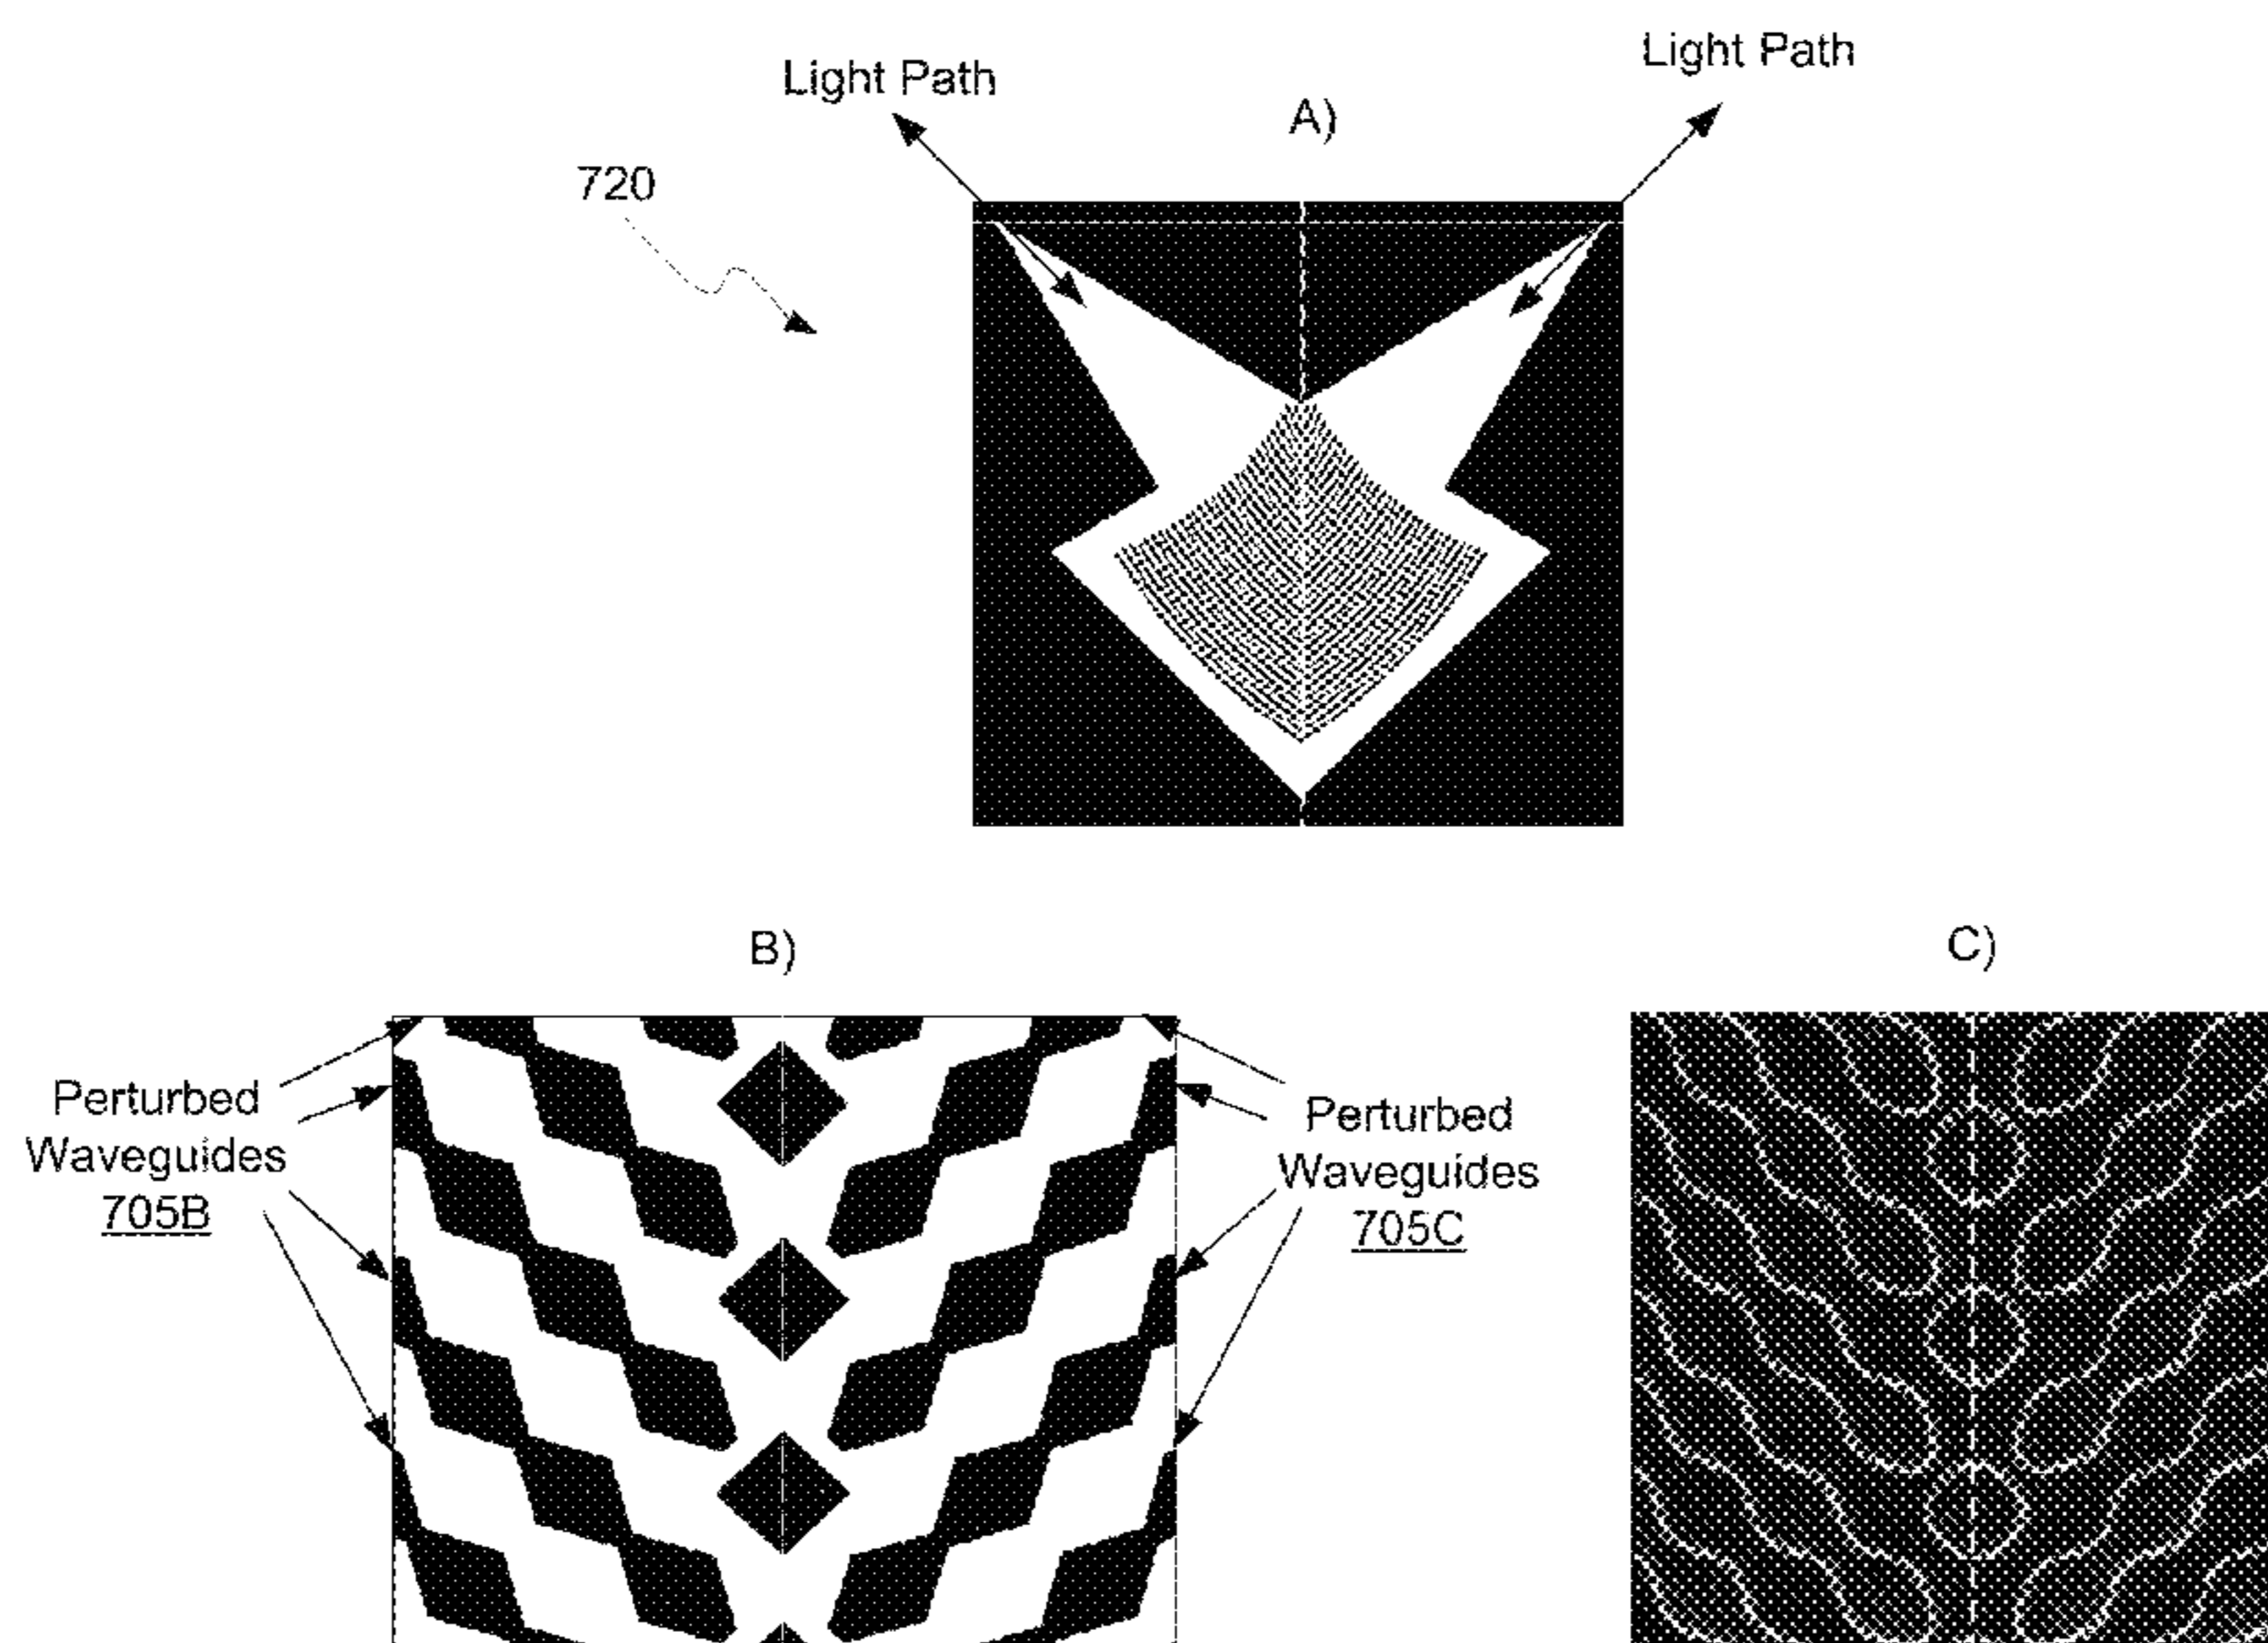 Light Path
Light Path
A)
720
B)
C)
Perturbed
Waveguides
705B
Perturbed
Waveguides
705C